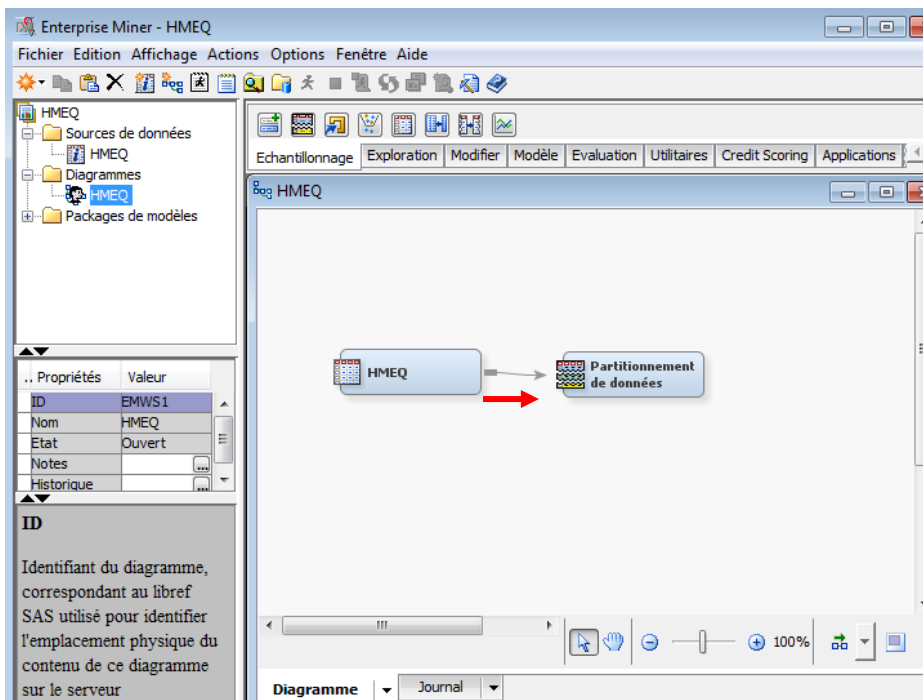 Enterprise Miner - HMEQ
Fichier Edition Affichage Actions Options Fenêtre Aide
HMEQ
Sources de données
HMEQ
Diagrammes
HMEQ
Packages de modèles
.. Propriétés Valeur
ID EMWS1
Nom HMEQ
Etat Ouvert
Notes ...
Historique ...
ID
Identifiant du diagramme,
correspondant au libref
SAS utilisé pour identifier
l'emplacement physique du
contenu de ce diagramme
sur le serveur
Echantillonnage Exploration Modifier Modèle Evaluation Utilitaires Credit Scoring Applications
HMEQ
HMEQ
Partitionnement
de données
100%
Diagramme Journal